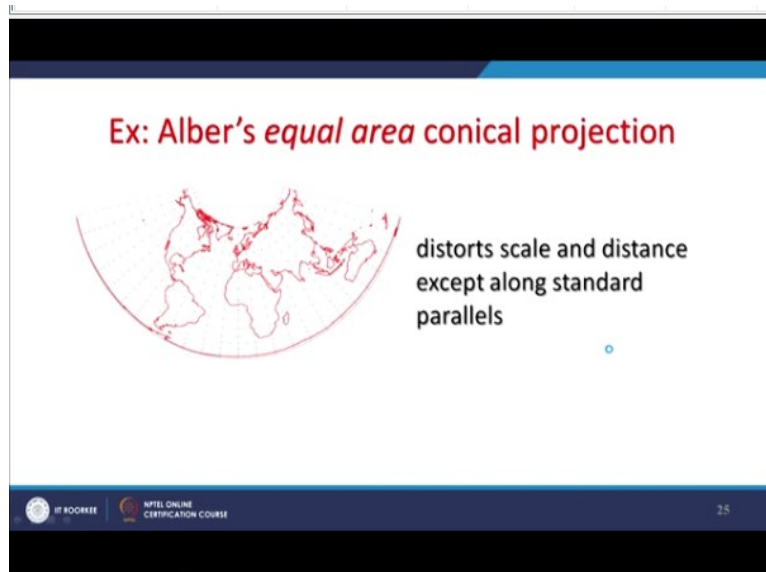 Ex: Alber's equal area conical projection
distorts scale and distance
except along standard
parallels
IIT ROORKEE
NPTEL ONLINE
CERTIFICATION COURSE
25